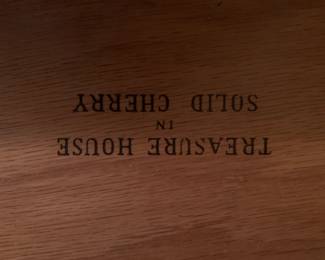 TREASURE HOUSE
IN
SOLID CHERRY